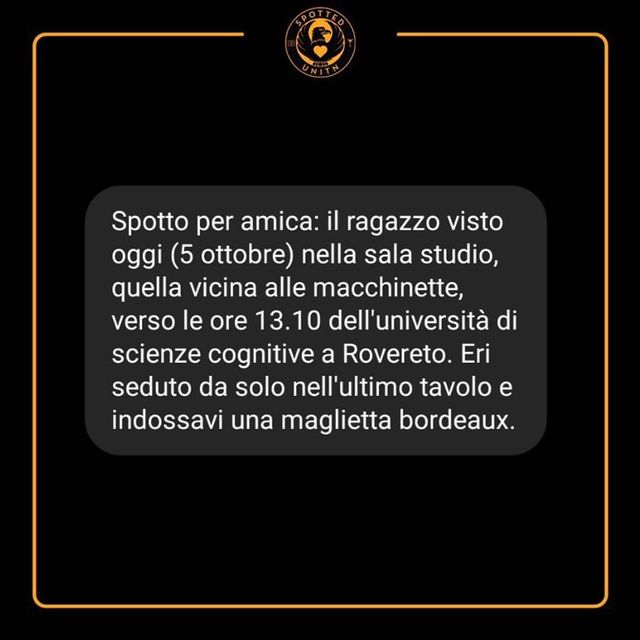 SPOTTED
UNITN
Spotto per amica: il ragazzo visto
oggi (5 ottobre) nella sala studio,
quella vicina alle macchinette,
verso le ore 13.10 dell'università di
scienze cognitive a Rovereto. Eri
seduto da solo nell'ultimo tavolo e
indossavi una maglietta bordeaux.